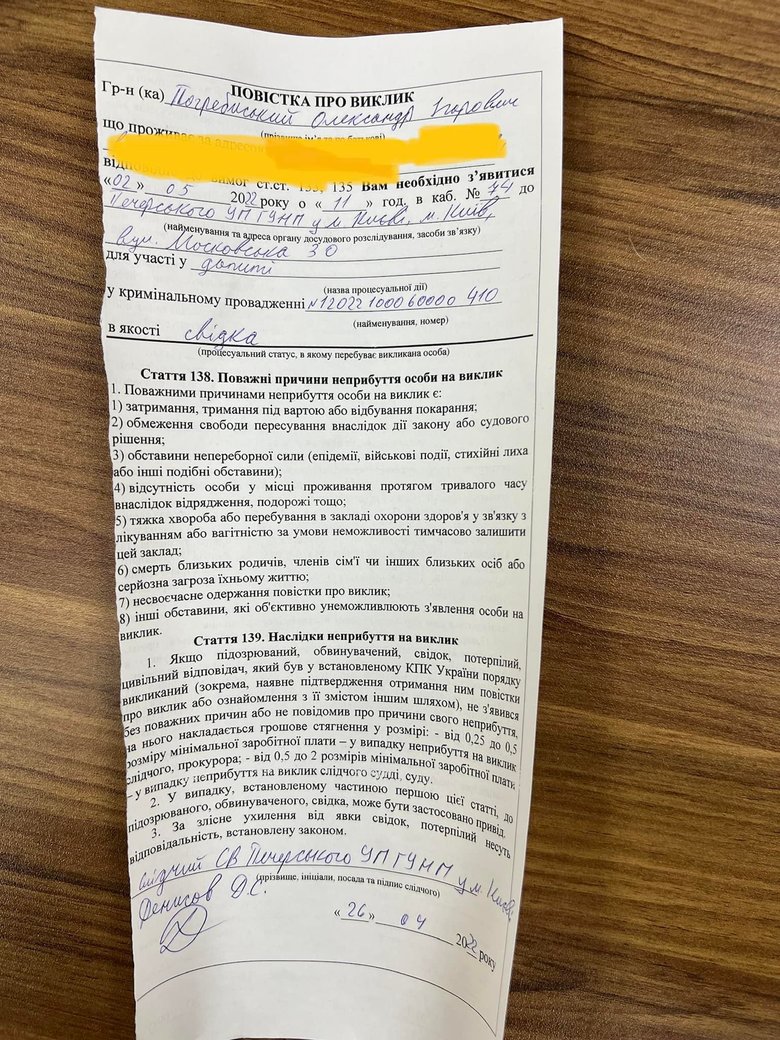 ПОВІСТКА ПРО ВИКЛИК
Гр-н (ка) Погребиський Олександр Ігорович
(прізвище ім'я та по батькові)
що проживає за адресою
відповідно до вимог ст.ст. 133, 135 Вам необхідно з’явитися
«02» 05 2022 року о «11» год, в каб. № 74 до
Печерського УП ГУНП у м. Києві, м. Київ,
(найменування та адреса органу досудового розслідування, засоби зв’язку)
вул. Московська 30
для участі у допиті
(назва процесуальної дії)
у кримінальному провадженні №12022100060000410
(найменування, номер)
в якості свідка
(процесуальний статус, в якому перебуває викликана особа)
Стаття 138. Поважні причини неприбуття особи на виклик
1. Поважними причинами неприбуття особи на виклик є:
1) затримання, тримання під вартою або відбування покарання;
2) обмеження свободи пересування внаслідок дії закону або судового
рішення;
3) обставини непереборної сили (епідемії, військові події, стихійні лиха
або інші подібні обставини);
4) відсутність особи у місці проживання протягом тривалого часу
внаслідок відрядження, подорожі тощо;
5) тяжка хвороба або перебування в закладі охорони здоров'я у зв'язку з
лікуванням або вагітністю за умови неможливості тимчасово залишити
цей заклад;
6) смерть близьких родичів, членів сім'ї чи інших близьких осіб або
серйозна загроза їхньому життю;
7) несвоєчасне одержання повістки про виклик;
8) інші обставини, які об'єктивно унеможливлюють з'явлення особи на
виклик.
Стаття 139. Наслідки неприбуття на виклик
1. Якщо підозрюваний, обвинувачений, свідок, потерпілий,
цивільний відповідач, який був у встановленому КПК України порядку
викликаний (зокрема, наявне підтвердження отримання ним повістки
про виклик або ознайомлення з її змістом іншим шляхом), не з'явився
без поважних причин або не повідомив про причини свого неприбуття,
на нього накладається грошове стягнення у розмірі: - від 0,25 до 0,5
розміру мінімальної заробітної плати – у випадку неприбуття на виклик
слідчого, прокурора; - від 0,5 до 2 розмірів мінімальної заробітної плати
– у випадку неприбуття на виклик слідчого судді, суду.
2. У випадку, встановленому частиною першою цієї статті, до
підозрюваного, обвинуваченого, свідка, може бути застосовано привід.
3. За злісне ухилення від явки свідок, потерпілий несуть
відповідальність, встановлену законом.
слідчий СВ Печерського УП ГУНП у м. Києві
(прізвище, ініціали, посада та підпис слідчого)
Денисов Д.С.
«26» 04 2022 року